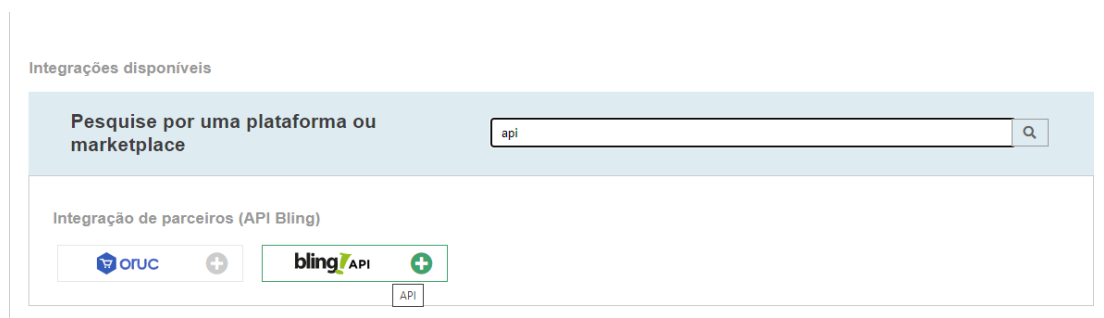 Integrações disponíveis
Pesquise por uma plataforma ou
marketplace
api
Integração de parceiros (API Bling)
oruc
bling! API
API